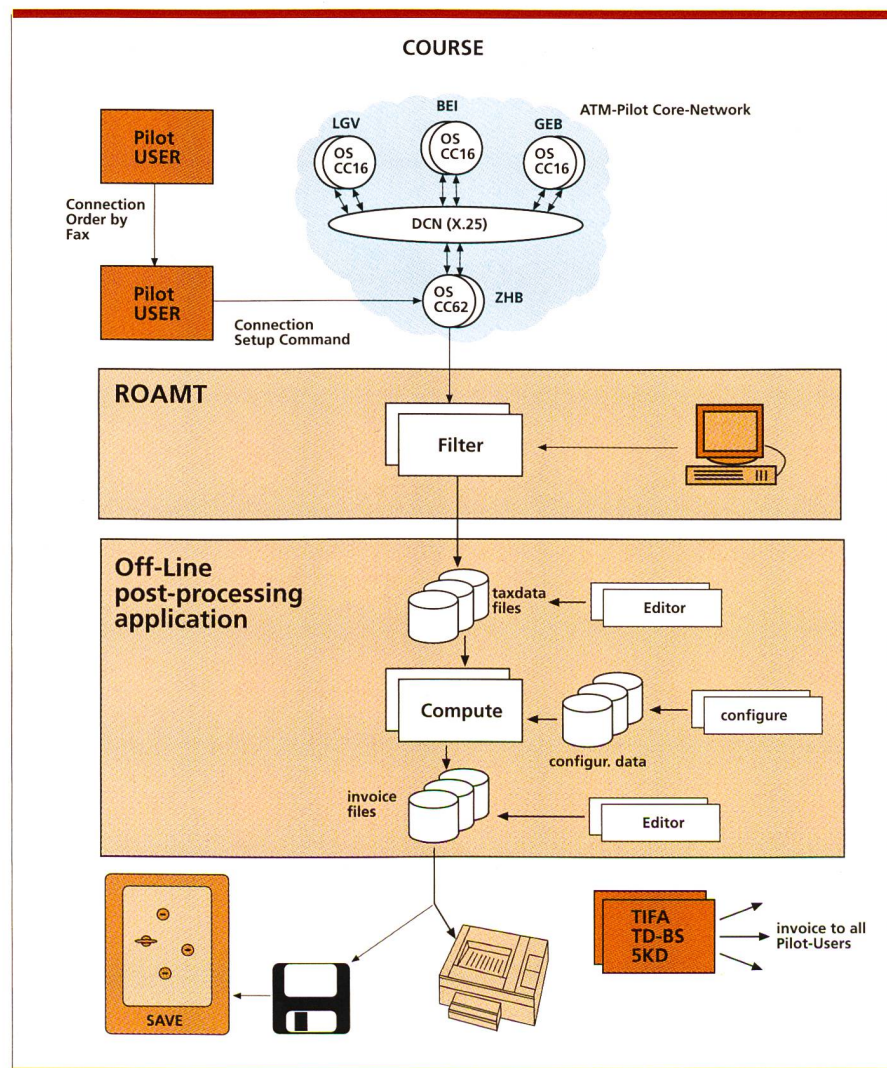 COURSE
ATM-Pilot Core-Network
Pilot
USER
LGV
OS
CC16
BEI
OS
CC16
GEB
OS
CC16
Connection
Order by
Fax
DCN (X.25)
Pilot
USER
OS
CC62
ZHB
Connection
Setup Command
ROAMT
Filter
Off-Line
post-processing
application
taxdata
files
Editor
Compute
configur. data
configure
invoice
files
Editor
SAVE
TIFA
TD-BS
5KD
invoice to all
Pilot-Users